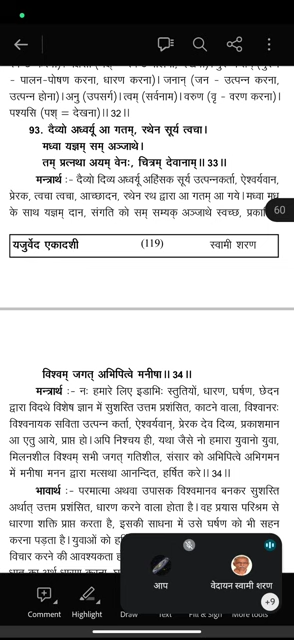 - पालन-पोषण करना, धारण करना)। जनान् (जन - उत्पन्न करना,
उत्पन्न होना)। अनु (उपसर्ग)। त्वम् (सर्वनाम)। वरुण (वृ - वरण करना)।
पश्यसि (पश् = देखना)।।32।।
93. दैव्यो अध्वर्यू आ गतम्, रथेन सूर्य त्वचा।
मध्वा यज्ञम् सम् अञ्जाथे।
तम् प्रत्नथा अयम् वेनः, चित्रम् देवानाम्।।33।।
मन्त्रार्थ :- दैव्यो दिव्य अध्वर्यू अहिंसक सूर्य उत्पन्नकर्ता, ऐश्वर्यवान,
प्रेरक, त्वचा त्वचा, आच्छादन, रथेन रथ द्वारा आ गतम् आ गये। मध्वा मधु
के साथ यज्ञम् दान, संगति को सम् सम्यक् अञ्जाथे स्वच्छ,
60
यजुर्वेद एकादशी (119) स्वामी शरण
विश्वम् जगत् अभिपित्वे मनीषा।।34।।
मन्त्रार्थ :- नः हमारे लिए इडाभिः स्तुतियों, धारण, घर्षण, छेदन
द्वारा विदथे विशेष ज्ञान में सुशस्ति उत्तम प्रशंसित, काटने वाला, विश्वानरः
विश्वनायक सविता उत्पन्न कर्ता, ऐश्वर्यवान्, प्रेरक देव दिव्य, प्रकाशमान
आ एतु आये, प्राप्त हो। अपि निश्चय ही, यथा जैसे नो हमारा युवानो युवा,
मिलनशील विश्वम् सभी जगत् गतिशील, संसार को अभिपित्वे अभिगमन
में मनीषा मनन द्वारा मत्सथा आनन्दित, हर्षित करे।।34।।
भावार्थ :- परमात्मा अथवा उपासक विश्वमानव बनकर सुशस्ति
अर्थात् उत्तम प्रशंसित, धारण करने वाला होता है। वह प्रयास परिश्रम से
धारणा शक्ति प्राप्त करता है, इसकी साधना में उसे घर्षण को भी सहन
करना पड़ता है। युवाओं को
विचार करने की आवश्यकता
आप वेदायन स्वामी शरण
+9
Comment Highlight Draw Text Fill & Sign More tools